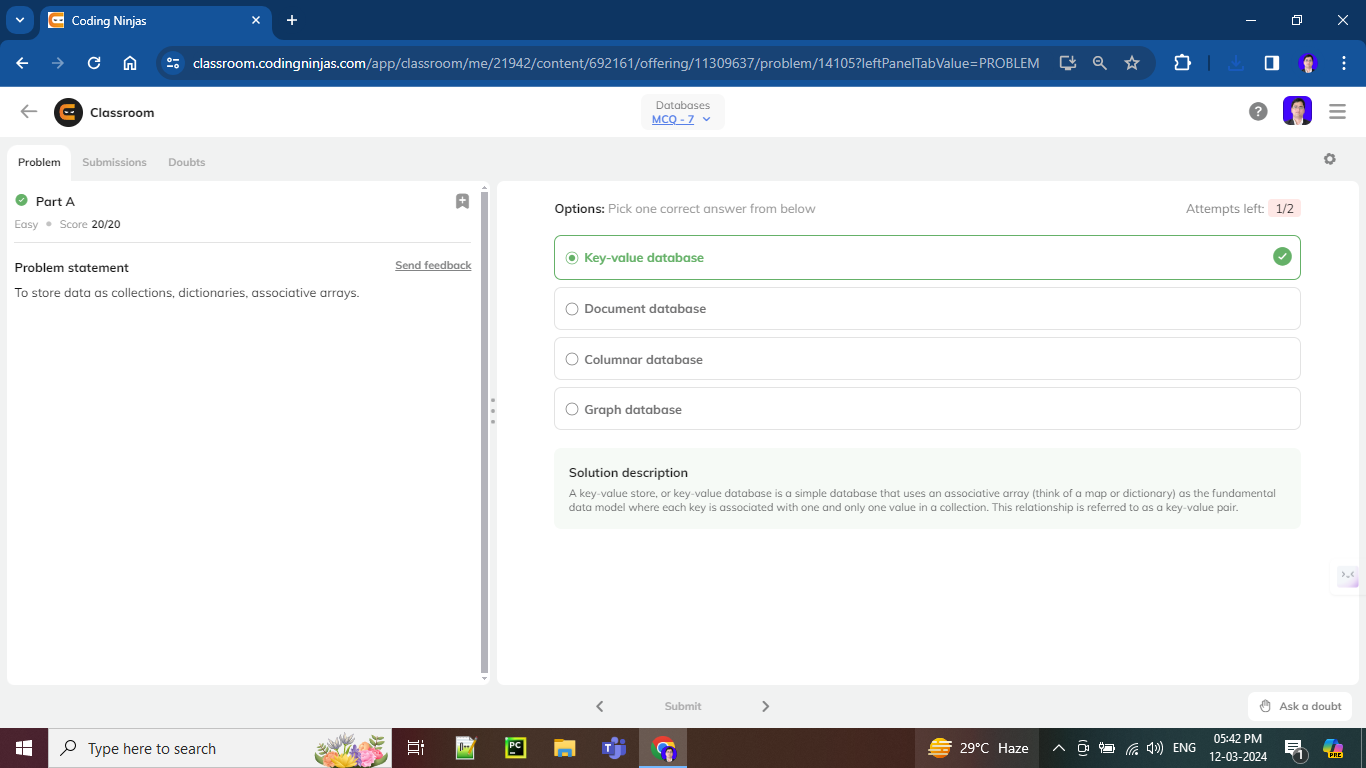 Coding Ninjas
classroom.codingninjas.com/app/classroom/me/21942/content/692161/offering/11309637/problem/14105?leftPanelTabValue=PROBLEM
Classroom
Databases
MCQ - 7
Problem
Submissions
Doubts
Part A
Easy • Score 20/20
Problem statement
Send feedback
To store data as collections, dictionaries, associative arrays.
Options: Pick one correct answer from below
Attempts left: 1/2
Key-value database
Document database
Columnar database
Graph database
Solution description
A key-value store, or key-value database is a simple database that uses an associative array (think of a map or dictionary) as the fundamental
data model where each key is associated with one and only one value in a collection. This relationship is referred to as a key-value pair.
Submit
Ask a doubt
Type here to search
PC
29°C Haze
ENG
05:42 PM
12-03-2024
1
PRE